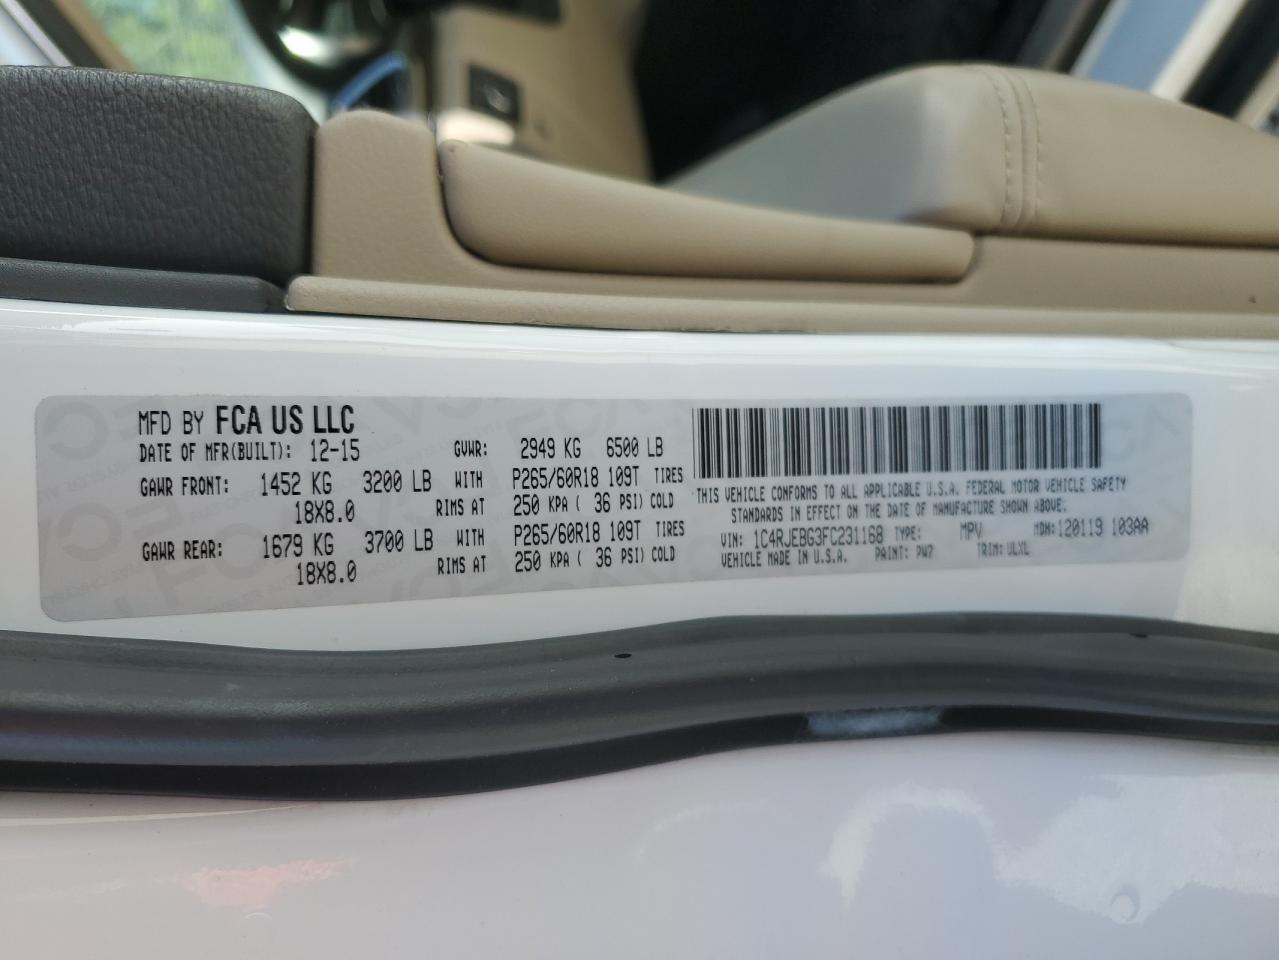 MFD BY FCA US LLC
DATE OF MFR(BUILT): 12-15 GVWR: 2949 KG 6500 LB
GAWR FRONT: 1452 KG 3200 LB WITH P265/60R18 109T TIRES
18X8.0 RIMS AT 250 KPA ( 36 PSI) COLD
GAWR REAR: 1679 KG 3700 LB WITH P265/60R18 109T TIRES
18X8.0 RIMS AT 250 KPA ( 36 PSI) COLD
THIS VEHICLE CONFORMS TO ALL APPLICABLE U.S.A. FEDERAL MOTOR VEHICLE SAFETY
STANDARDS IN EFFECT ON THE DATE OF MANUFACTURE SHOWN ABOVE.
VIN: 1C4RJEBG3FC231168 TYPE: MPV MDH:120119 103AA
VEHICLE MADE IN U.S.A. PAINT: PW7 TRIM: ULXL